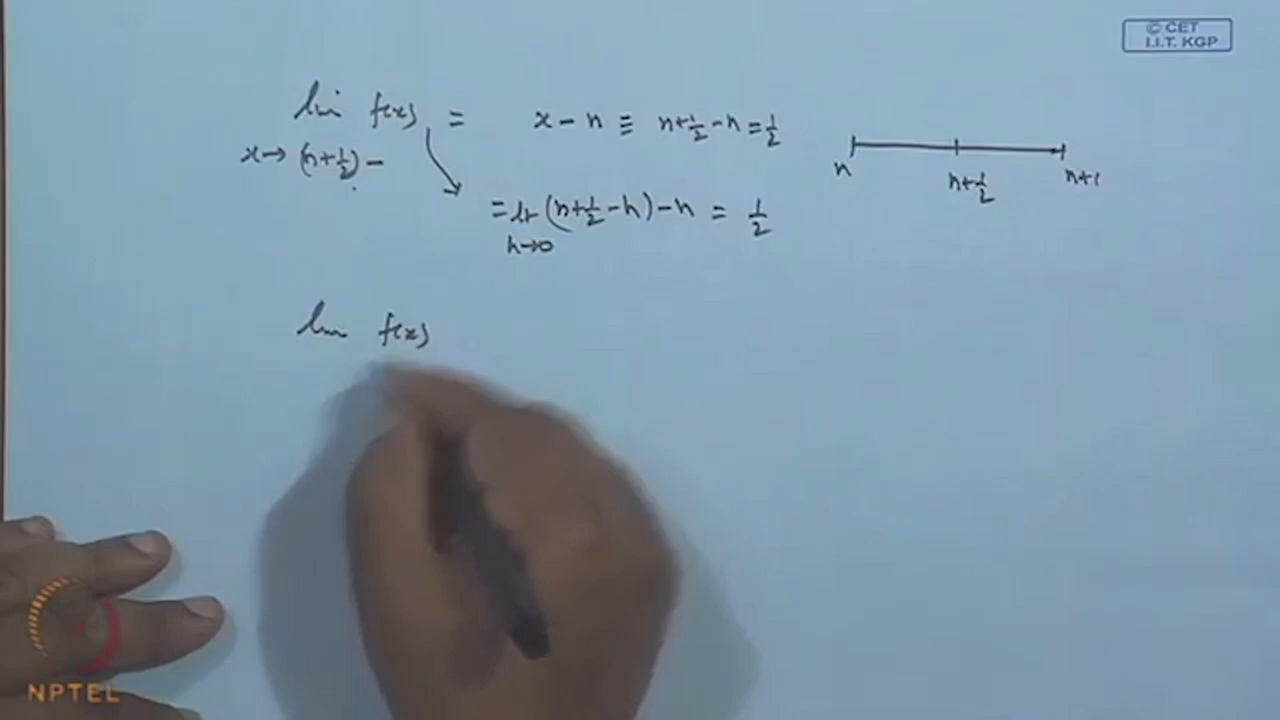 © CET
I.I.T. KGP
lim f(x) = x - n ≡ n+1/2 - n = 1/2
x → (n+1/2) -
n n+1/2 n+1
= lt (n+1/2 - h) - n = 1/2
h→0
lim f(x)
NPTEL